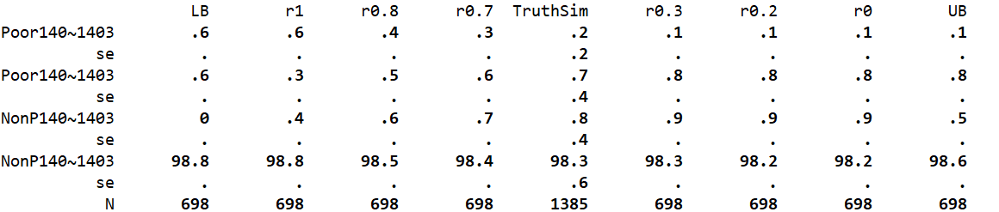 LB r1 r0.8 r0.7 TruthSim r0.3 r0.2 r0 UB
Poor140~1403 .6 .6 .4 .3 .2 .1 .1 .1 .1
se . . . . .2 . . . .
Poor140~1403 .6 .3 .5 .6 .7 .8 .8 .8 .8
se . . . . .4 . . . .
NonP140~1403 0 .4 .6 .7 .8 .9 .9 .9 .5
se . . . . .4 . . . .
NonP140~1403 98.8 98.8 98.5 98.4 98.3 98.3 98.2 98.2 98.6
se . . . . .6 . . . .
N 698 698 698 698 1385 698 698 698 698